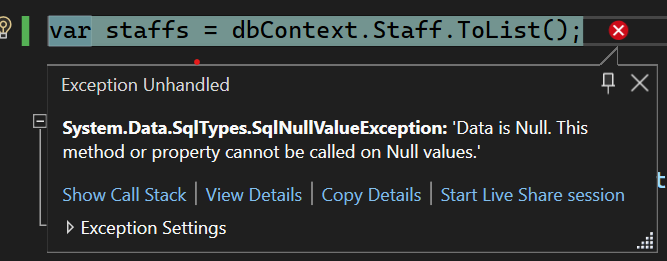 var staffs = dbContext.Staff.ToList();
Exception Unhandled
System.Data.SqlTypes.SqlNullValueException: 'Data is Null. This
method or property cannot be called on Null values.'
Show Call Stack | View Details | Copy Details | Start Live Share session
t
Exception Settings